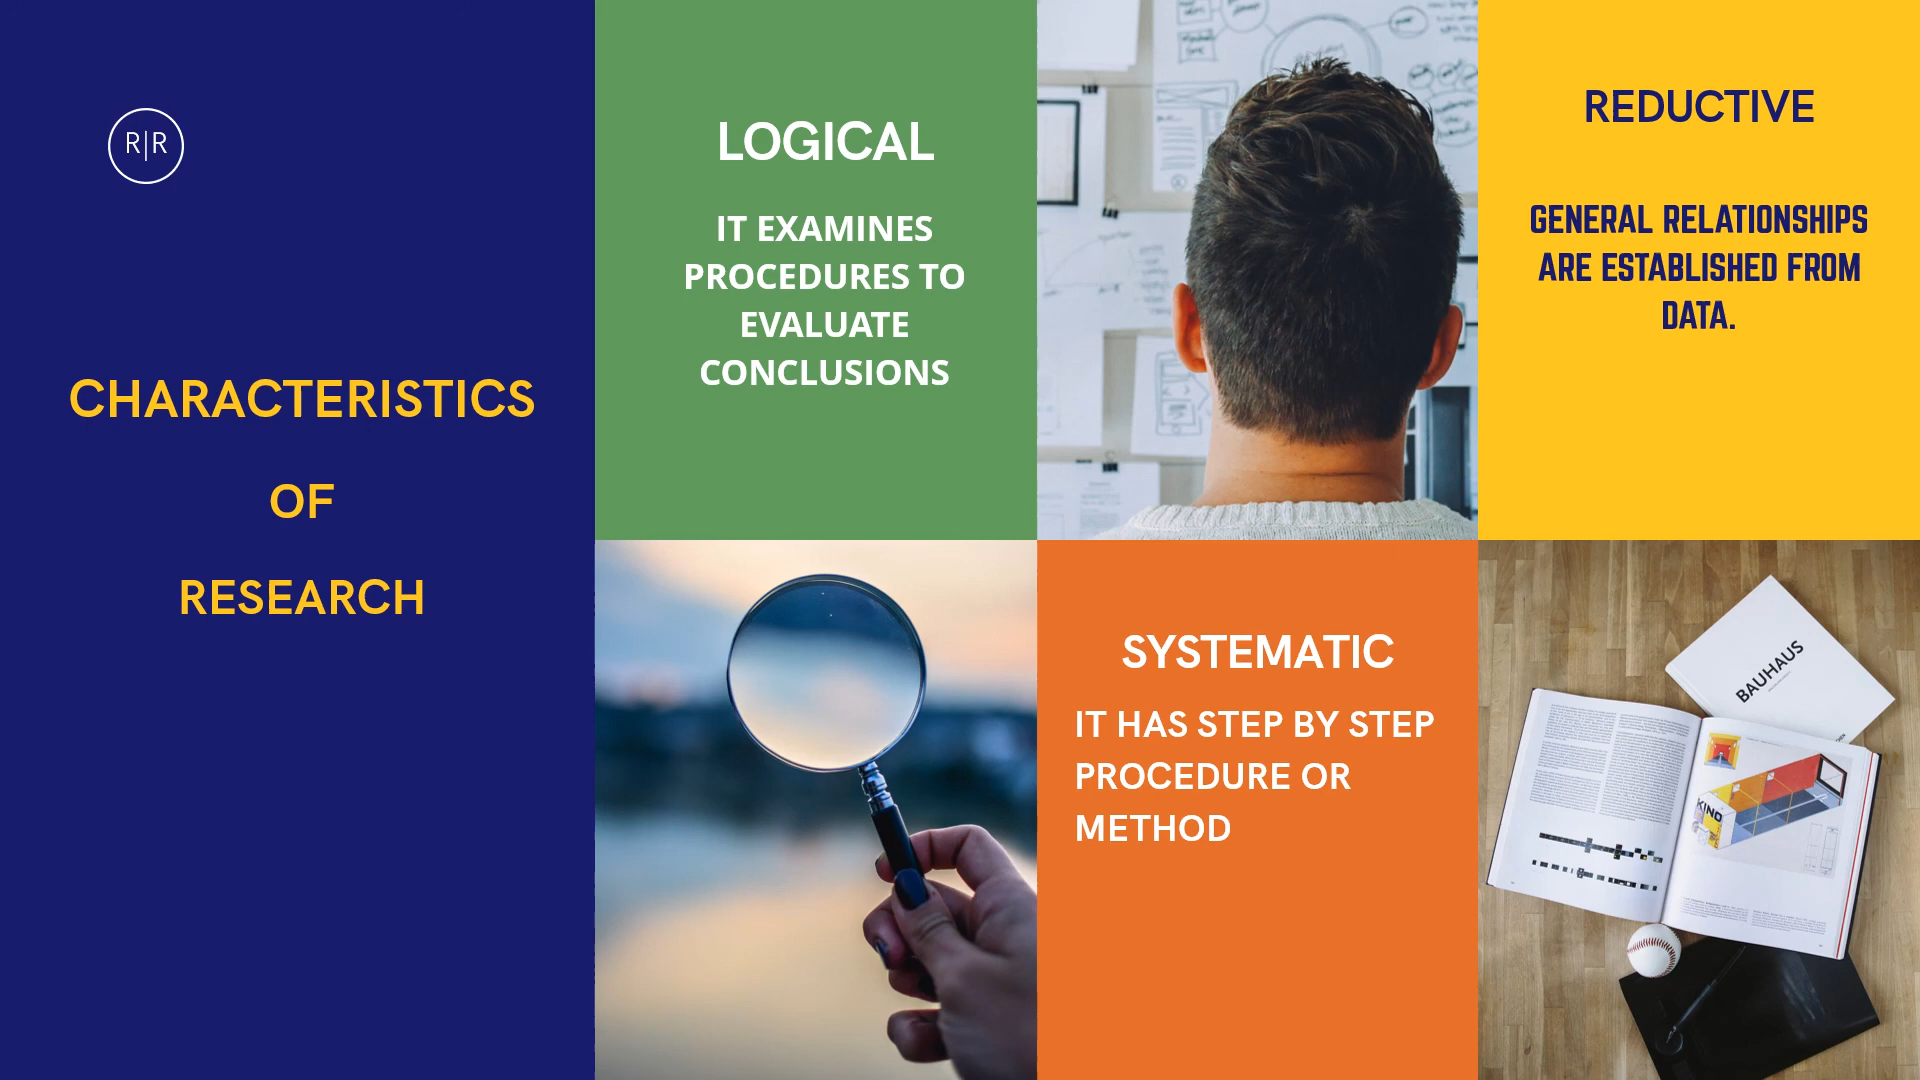 R|R
CHARACTERISTICS
OF
RESEARCH
LOGICAL
IT EXAMINES
PROCEDURES TO
EVALUATE
CONCLUSIONS
REDUCTIVE
GENERAL RELATIONSHIPS
ARE ESTABLISHED FROM
DATA.
SYSTEMATIC
IT HAS STEP BY STEP
PROCEDURE OR
METHOD
BAUHAUS
KINO